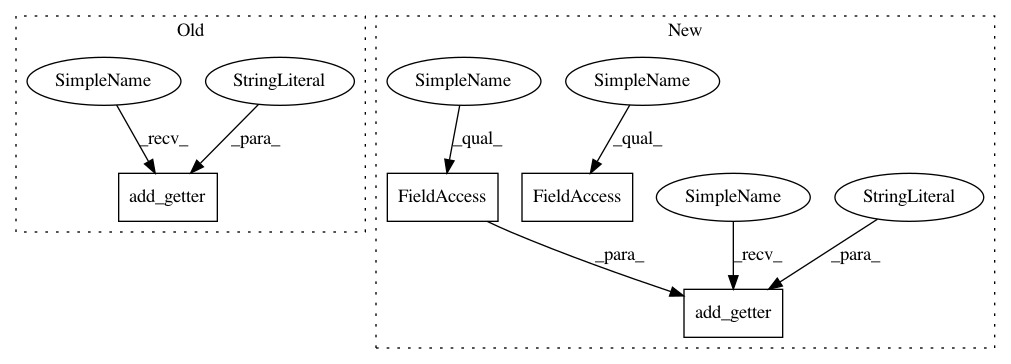 Old
New
SimpleName
StringLiteral
SimpleName
SimpleName
_recv_
_para_
_qual_
_qual_
add_getter
FieldAccess
FieldAccess
SimpleName
StringLiteral
_para_
_recv_
_para_
add_getter